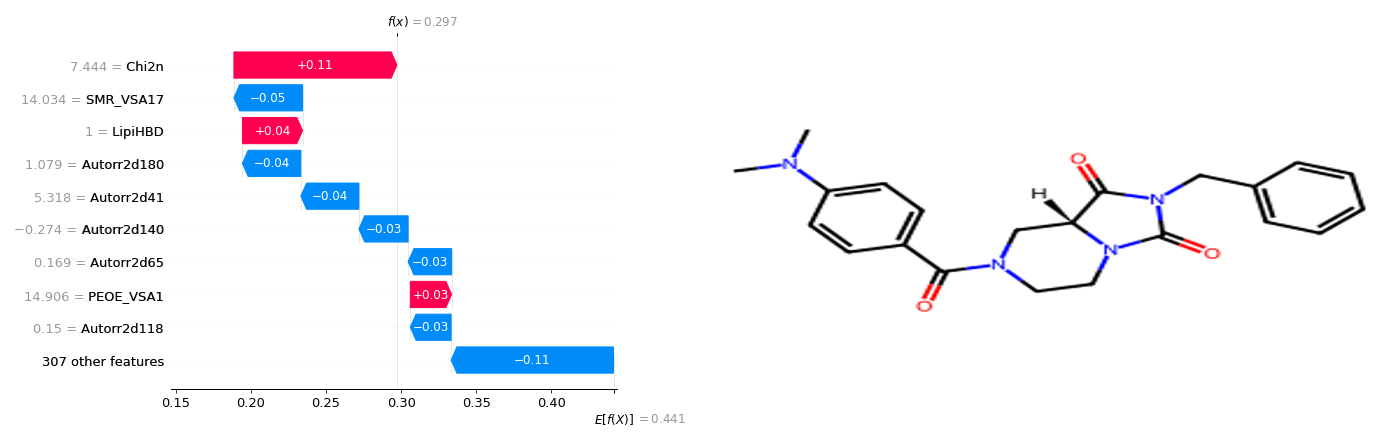 f(x) = 0.297
7.444 = Chi2n +0.11
14.034 = SMR_VSA17 −0.05
1 = LipiHBD +0.04
1.079 = Autorr2d180 −0.04
5.318 = Autorr2d41 −0.04
−0.274 = Autorr2d140 −0.03
0.169 = Autorr2d65 −0.03
14.906 = PEOE_VSA1 +0.03
0.15 = Autorr2d118 −0.03
307 other features −0.11
0.15 0.20 0.25 0.30 0.35 0.40
E[f(X)] = 0.441
N
O
H
N
O
N
N
O